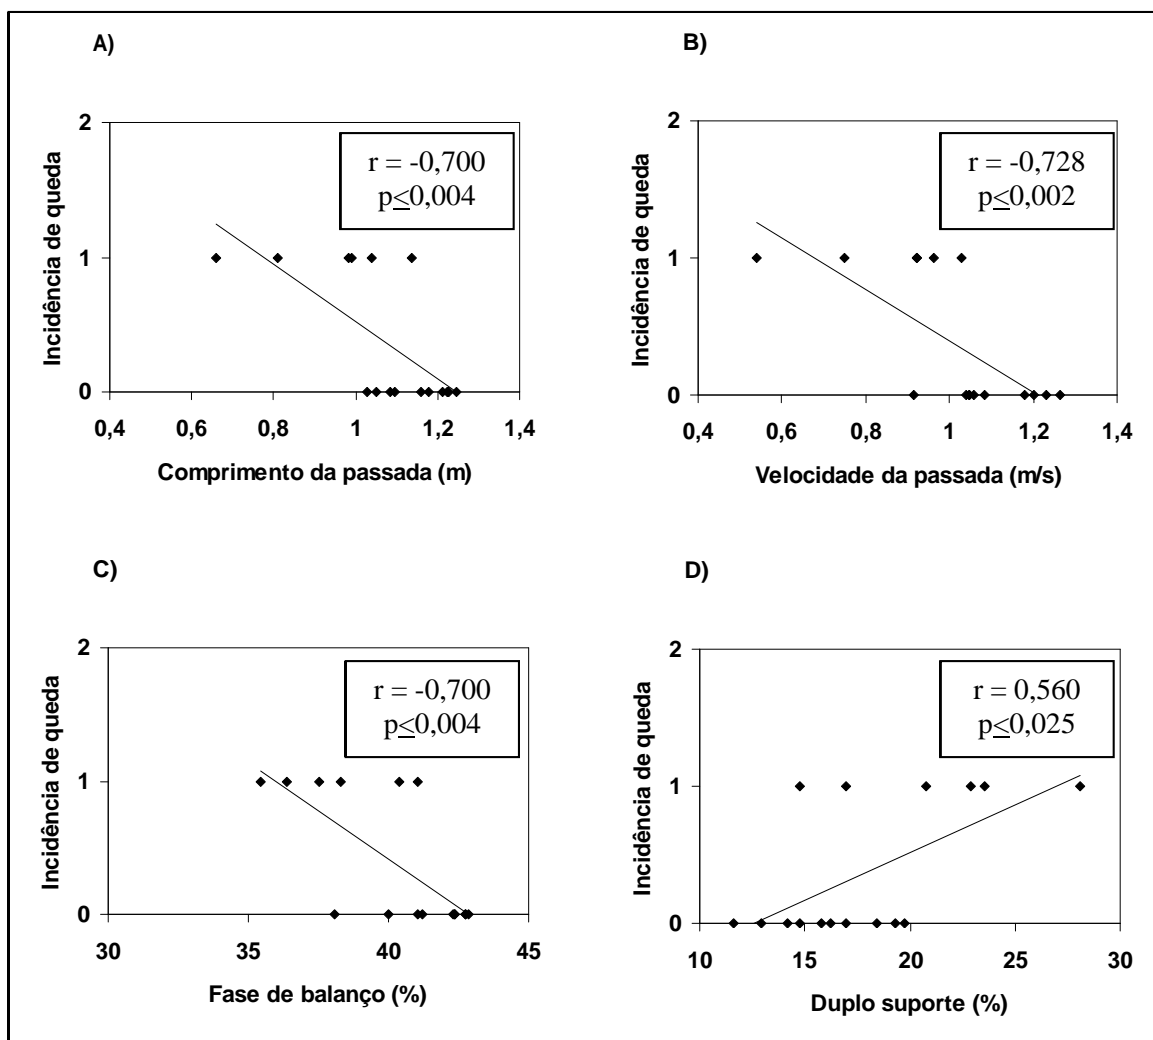 A)
2
1
0
Incidência de queda
r = -0,700
p≤0,004
0,4 0,6 0,8 1 1,2 1,4
Comprimento da passada (m)
B)
2
1
0
Incidência de queda
r = -0,728
p≤0,002
0,4 0,6 0,8 1 1,2 1,4
Velocidade da passada (m/s)
C)
2
1
0
Incidência de queda
r = -0,700
p≤0,004
30 35 40 45
Fase de balanço (%)
D)
2
1
0
Incidência de queda
r = 0,560
p≤0,025
10 15 20 25 30
Duplo suporte (%)